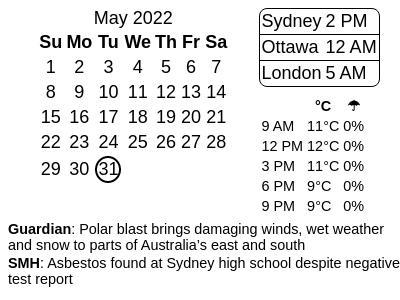 May 2022
Su Mo Tu We Th Fr Sa
1 2 3 4 5 6 7
8 9 10 11 12 13 14
15 16 17 18 19 20 21
22 23 24 25 26 27 28
29 30 31
Sydney 2 PM
Ottawa 12 AM
London 5 AM
°C ☂
9 AM 11°C 0%
12 PM 12°C 0%
3 PM 11°C 0%
6 PM 9°C 0%
9 PM 9°C 0%
Guardian: Polar blast brings damaging winds, wet weather
and snow to parts of Australia’s east and south
SMH: Asbestos found at Sydney high school despite negative
test report